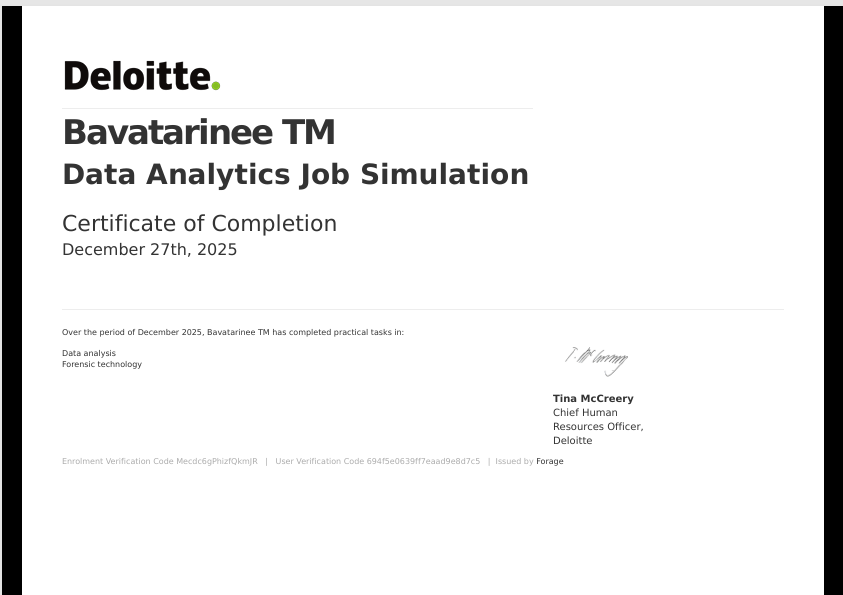 Deloitte.
Bavatarinee TM
Data Analytics Job Simulation
Certificate of Completion
December 27th, 2025
Over the period of December 2025, Bavatarinee TM has completed practical tasks in:
Data analysis
Forensic technology
T. McCreery
Tina McCreery
Chief Human
Resources Officer,
Deloitte
Enrolment Verification Code Mecdc6gPhizfQkmJR | User Verification Code 694f5e0639ff7eaad9e8d7c5 | Issued by Forage